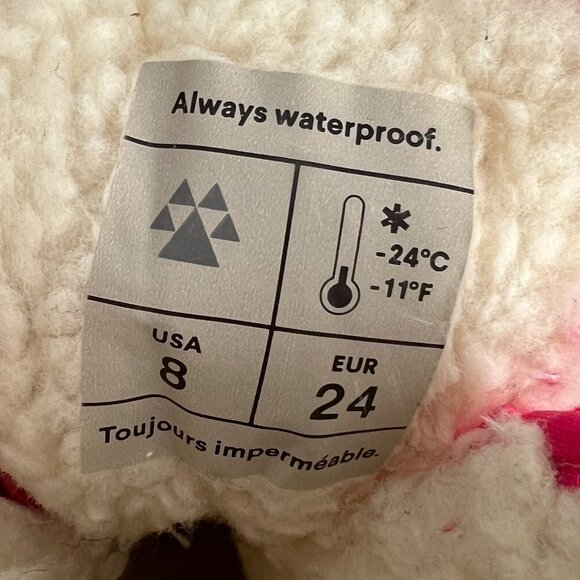 Always waterproof.
-24°C
-11°F
USA
8
EUR
24
Toujours imperméable.